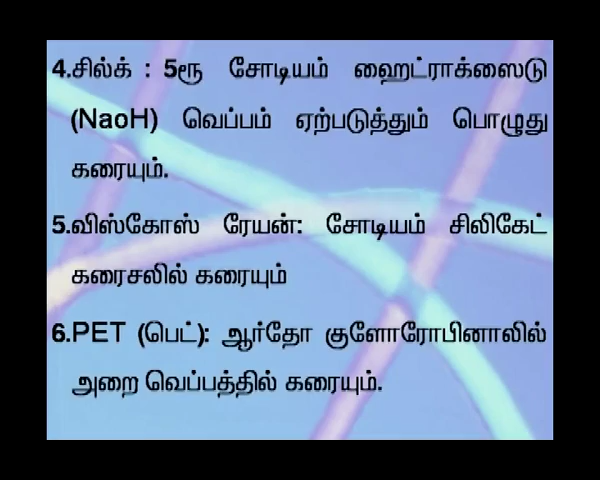 4.சில்க் : 5ரூ சோடியம் ஹைட்ராக்ஸைடு
(NaoH) வெப்பம் ஏற்படுத்தும் பொழுது
கரையும்.
5.விஸ்கோஸ் ரேயன்: சோடியம் சிலிகேட்
கரைசலில் கரையும்
6.PET (பெட்): ஆர்தோ குளோரோபினாலில்
அறை வெப்பத்தில் கரையும்.